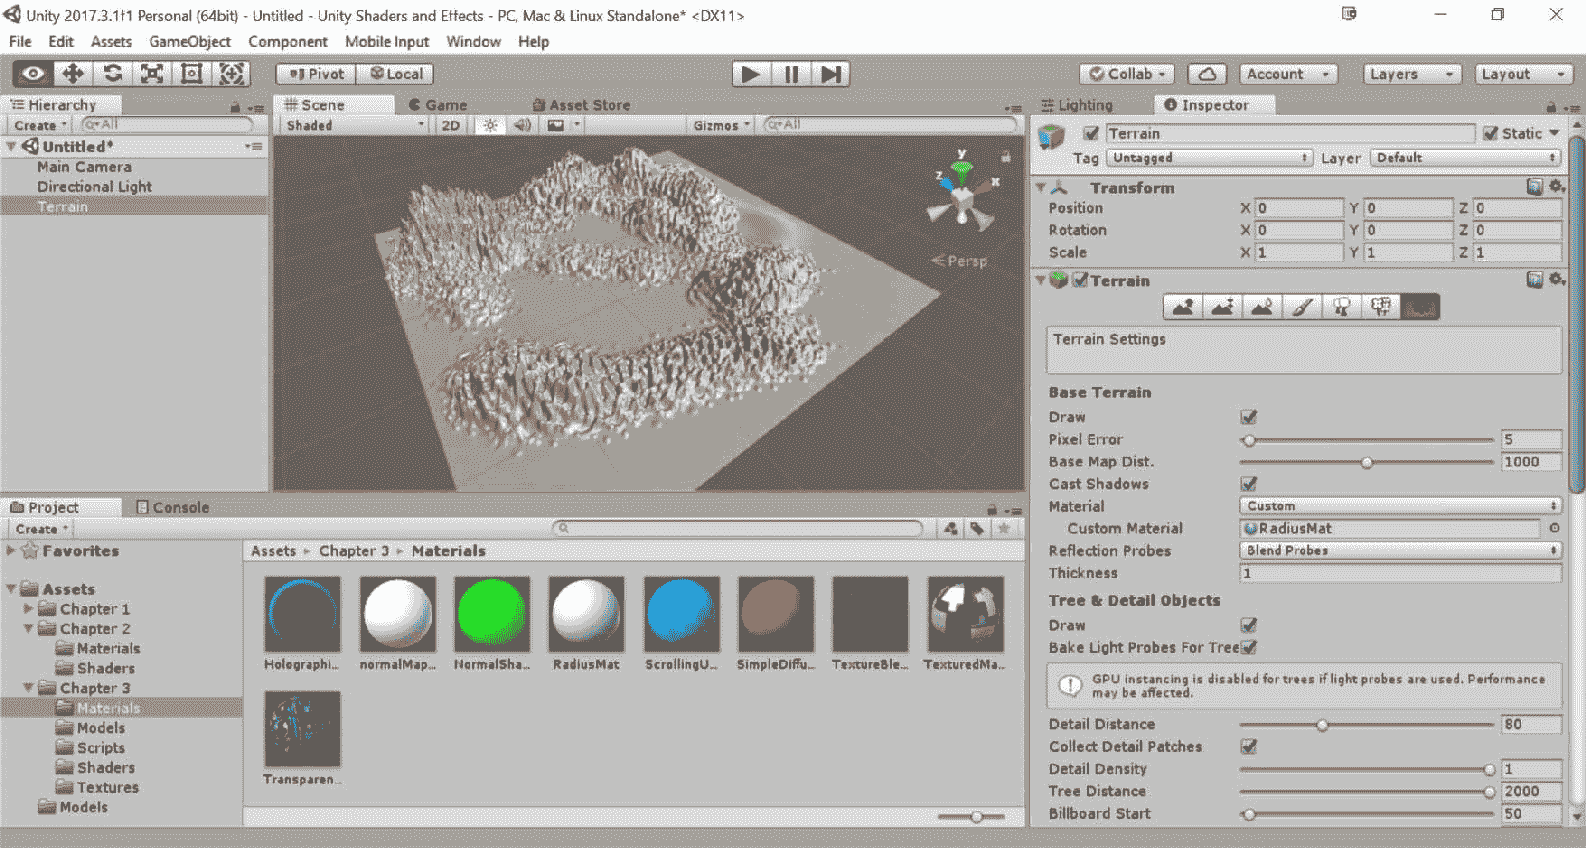 Unity 2017.3.1f1 Personal (64bit) - Untitled - Unity Shaders and Effects - PC, Mac & Linux Standalone* <DX11>
File Edit Assets GameObject Component Mobile Input Window Help
Pivot Local Collab Account Layers Layout
Hierarchy
Create All
Untitled*
Main Camera
Directional Light
Terrain
Scene Game Asset Store
Shaded 2D Gizmos All
y
z
x
Persp
Lighting Inspector
Terrain Static
Tag Untagged Layer Default
Transform
Position X 0 Y 0 Z 0
Rotation X 0 Y 0 Z 0
Scale X 1 Y 1 Z 1
Terrain
Terrain Settings
Base Terrain
Draw
Pixel Error 5
Base Map Dist. 1000
Cast Shadows
Material Custom
Custom Material RadiusMat
Reflection Probes Blend Probes
Thickness 1
Tree & Detail Objects
Draw
Bake Light Probes For Tree
GPU instancing is disabled for trees if light probes are used. Performance
may be affected.
Detail Distance 80
Collect Detail Patches
Detail Density 1
Tree Distance 2000
Billboard Start 50
Project Console
Create
Favorites
Assets
Chapter 1
Chapter 2
Materials
Shaders
Chapter 3
Materials
Models
Scripts
Shaders
Textures
Models
Assets Chapter 3 Materials
Holographi... normalMap... NormalSha... RadiusMat ScrollingU... SimpleDiffu... TextureBle... TexturedMa...
Transparen...